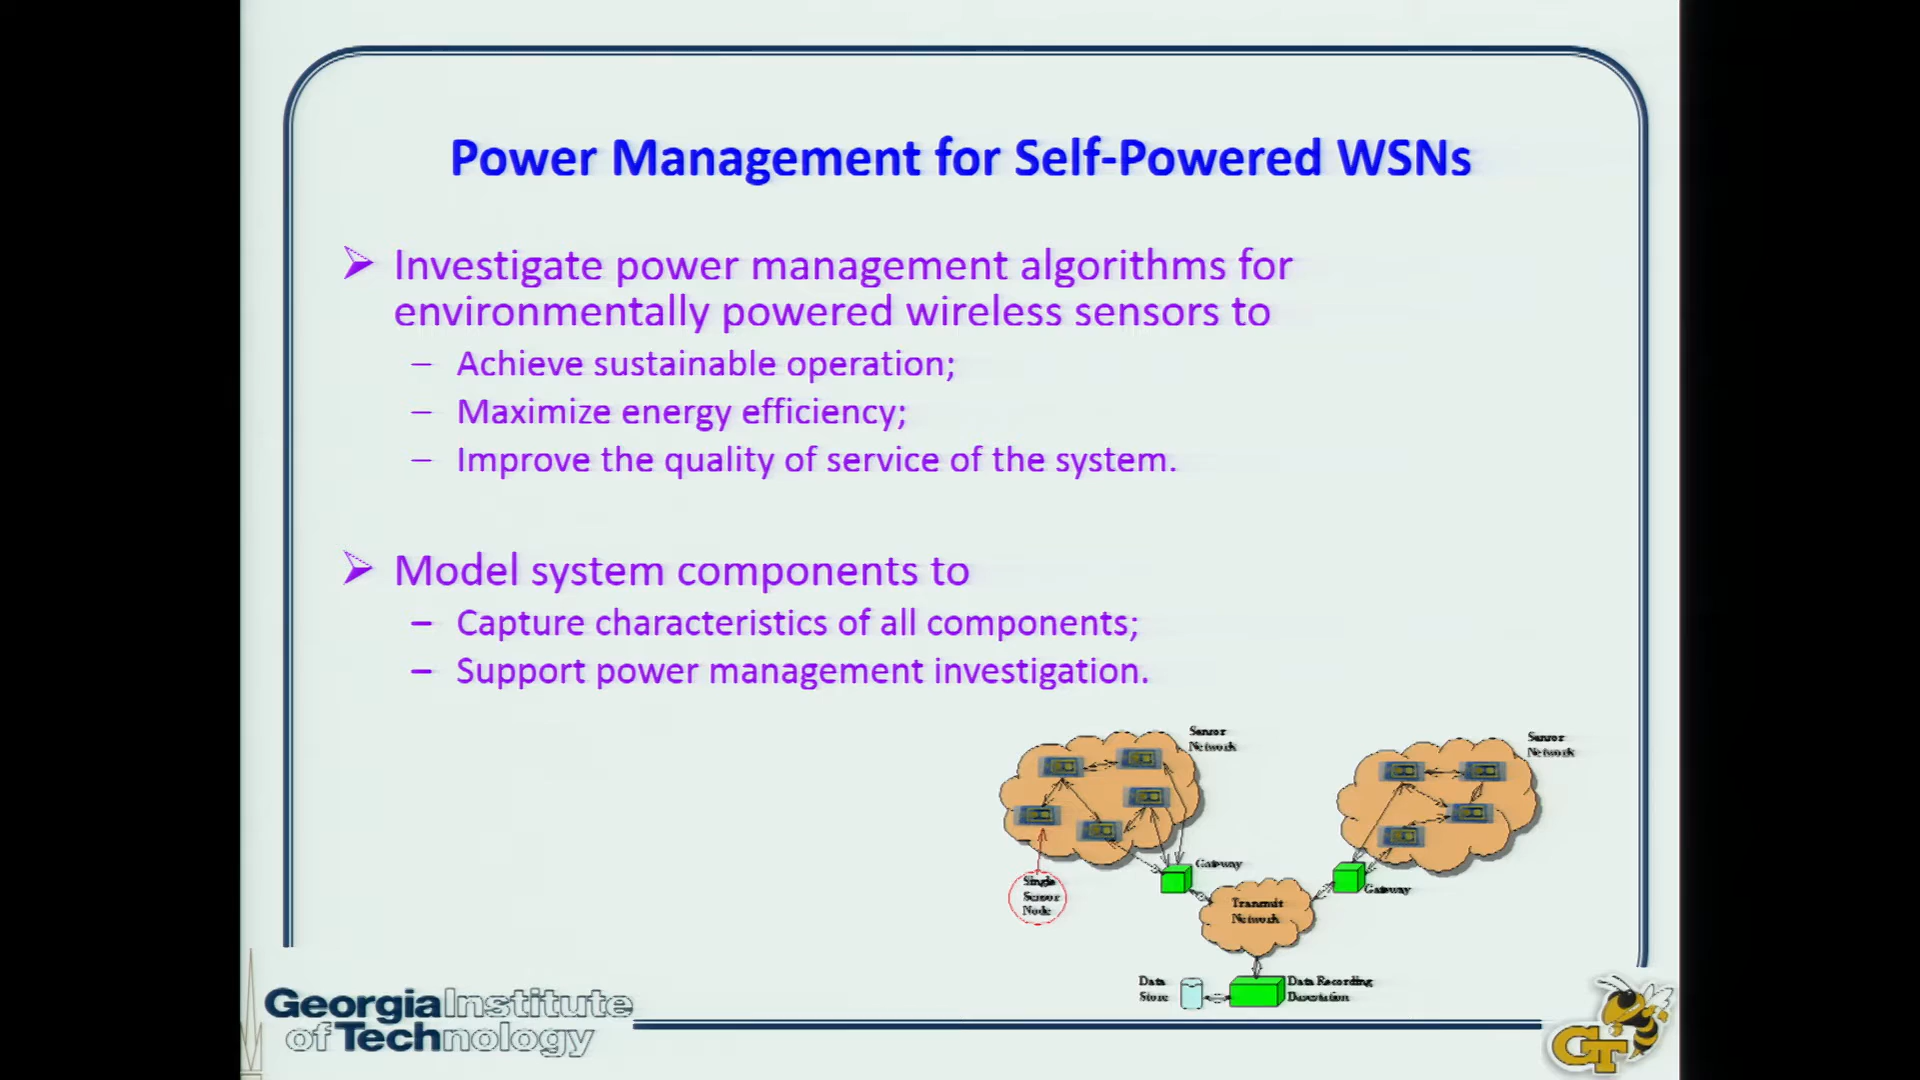 Power Management for Self-Powered WSNs
Investigate power management algorithms for
environmentally powered wireless sensors to
– Achieve sustainable operation;
– Maximize energy efficiency;
– Improve the quality of service of the system.
Model system components to
– Capture characteristics of all components;
– Support power management investigation.
Sensor
Network
Sensor
Network
Gateway
Gateway
Single
Sensor
Node
Transmit
Network
Data
Store
Data Recording
Georgia Institute
of Technology
GT